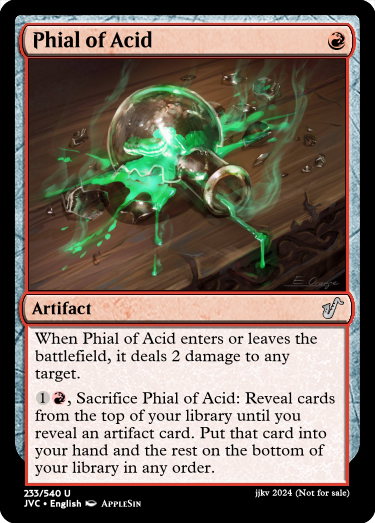 Phial of Acid
Artifact
When Phial of Acid enters or leaves the
battlefield, it deals 2 damage to any
target.
1, Sacrifice Phial of Acid: Reveal cards
from the top of your library until you
reveal an artifact card. Put that card into
your hand and the rest on the bottom of
your library in any order.
233/540 U
jjkv 2024 (Not for sale)
JVC • English AppleSin